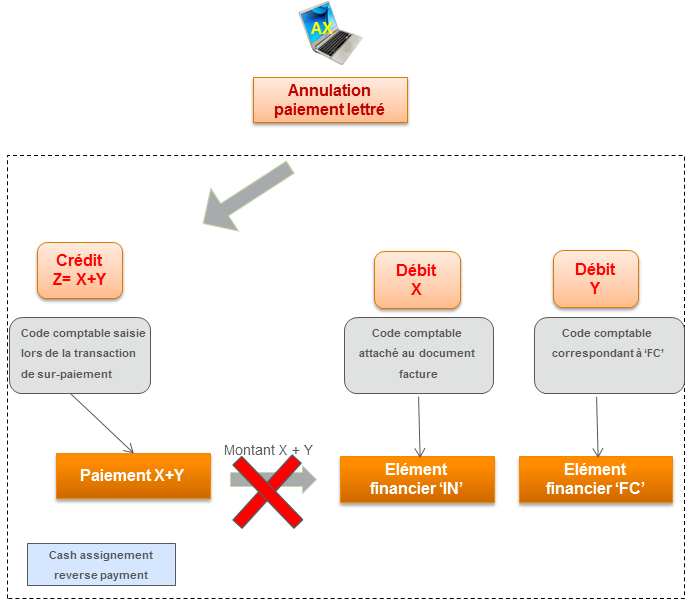 AX
Annulation
paiement lettré
Crédit
Z= X+Y
Débit
X
Débit
Y
Code comptable saisie
lors de la transaction
de sur-paiement
Code comptable
attaché au document
facture
Code comptable
correspondant à ‘FC’
Montant X + Y
Paiement X+Y
Elément
financier ‘IN’
Elément
financier ‘FC’
Cash assignement
reverse payment